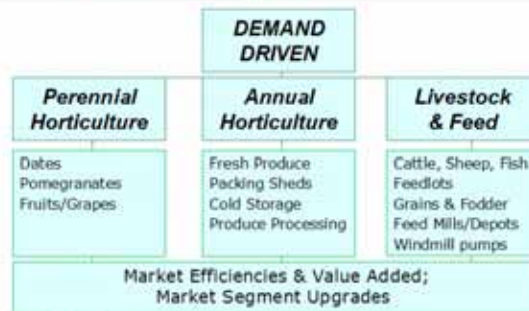 DEMAND
DRIVEN
Perennial
Horticulture
Annual
Horticulture
Livestock
& Feed
Dates
Pomegranates
Fruits/Grapes
Fresh Produce
Packing Sheds
Cold Storage
Produce Processing
Cattle, Sheep, Fish
Feedlots
Grains & Fodder
Feed Mills/Depots
Windmill pumps
Market Efficiencies & Value Added;
Market Segment Upgrades